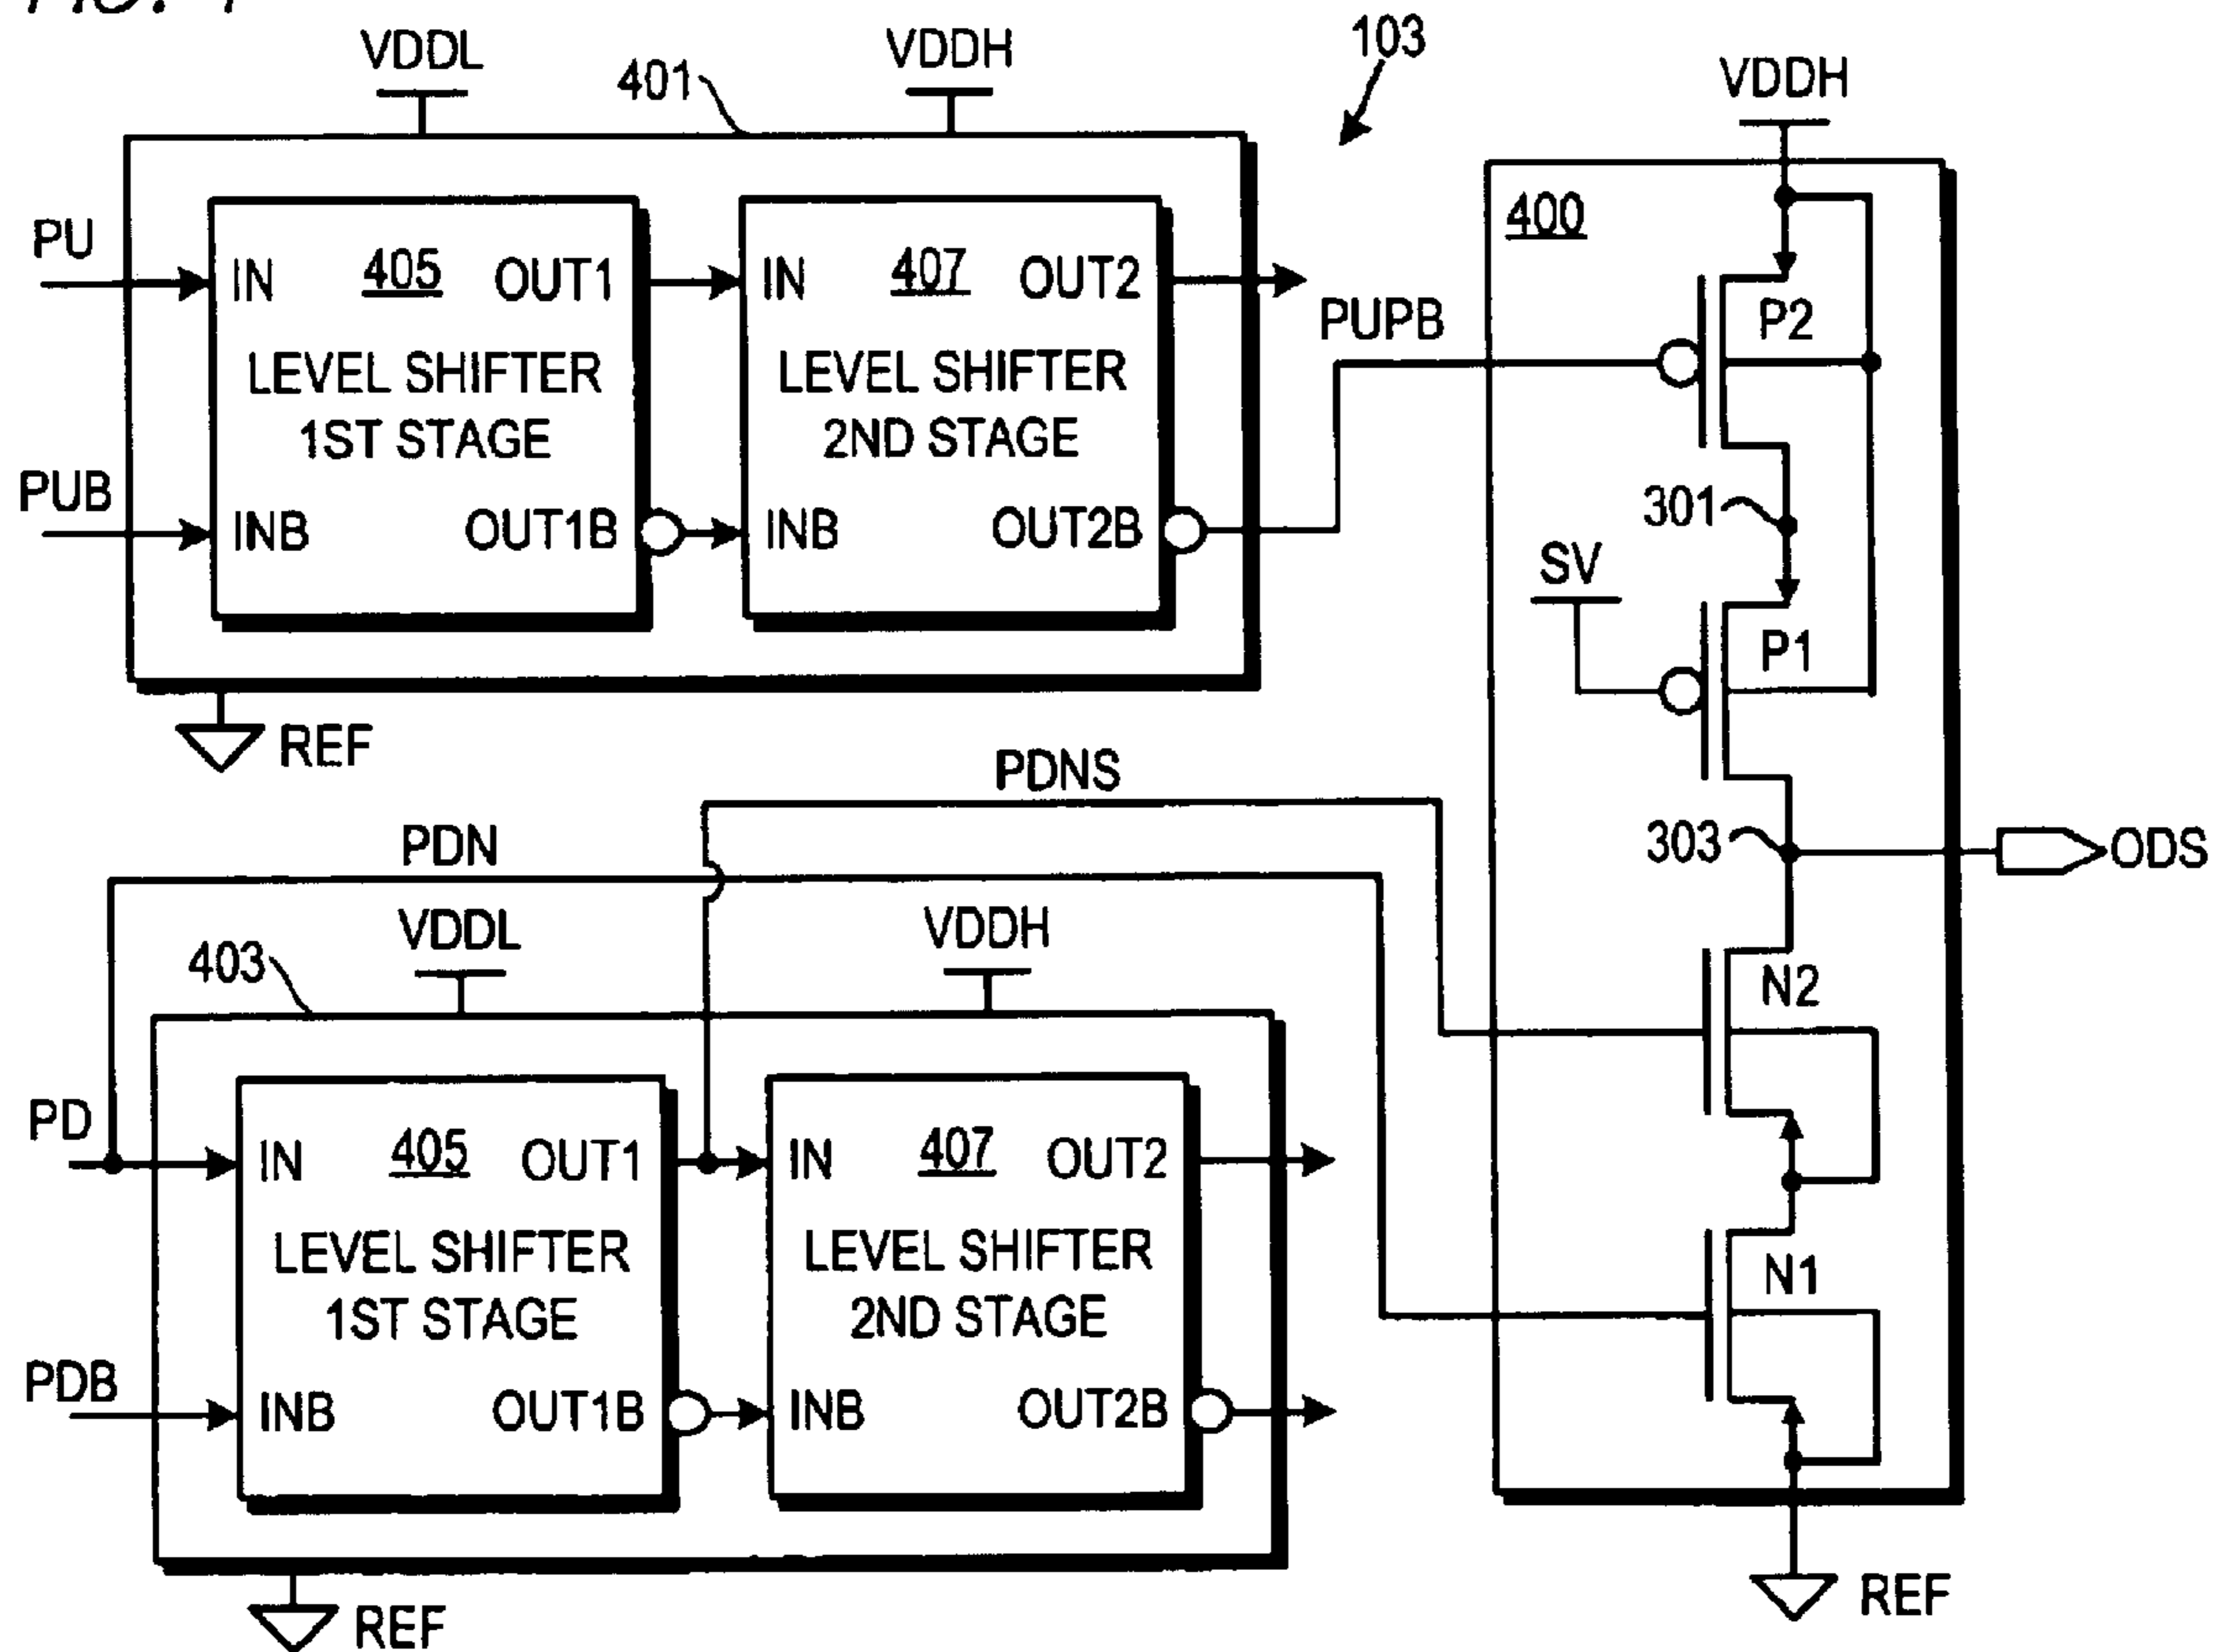 VDDL
401
VDDH
103
VDDH
PU
IN
405
OUT1
IN
407
OUT2
400
LEVEL SHIFTER
1ST STAGE
LEVEL SHIFTER
2ND STAGE
PUPB
P2
PUB
INB
OUT1B
INB
OUT2B
301
SV
P1
REF
PDNS
PDN
303
ODS
403
VDDL
VDDH
N2
PD
IN
405
OUT1
IN
407
OUT2
LEVEL SHIFTER
1ST STAGE
LEVEL SHIFTER
2ND STAGE
N1
PDB
INB
OUT1B
INB
OUT2B
REF
REF